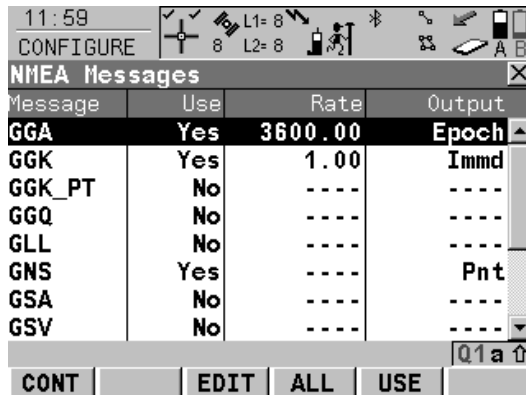 11:59
CONFIGURE
8
L1= 8
L2= 8
A B
NMEA Messages
Message Use Rate Output
GGA Yes 3600.00 Epoch
GGK Yes 1.00 Immd
GGK_PT No ---- ----
GGQ No ---- ----
GLL No ---- ----
GNS Yes ---- Pnt
GSA No ---- ----
GSV No ---- ----
Q1 a
CONT EDIT ALL USE